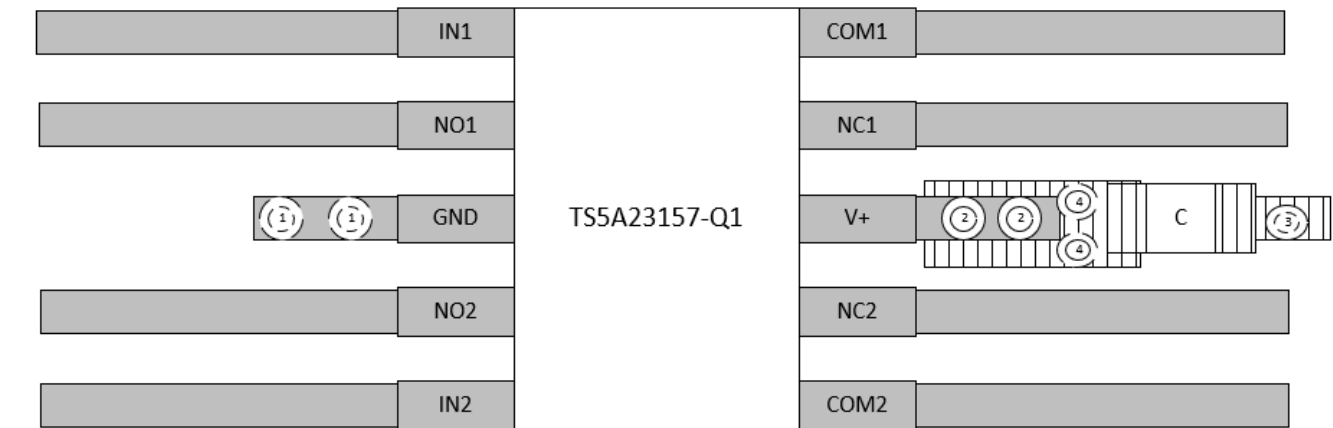 IN1 COM1
NO1 NC1
1 1 GND TS5A23157-Q1 V+ 2 2 4 C 3
4
NO2 NC2
IN2 COM2